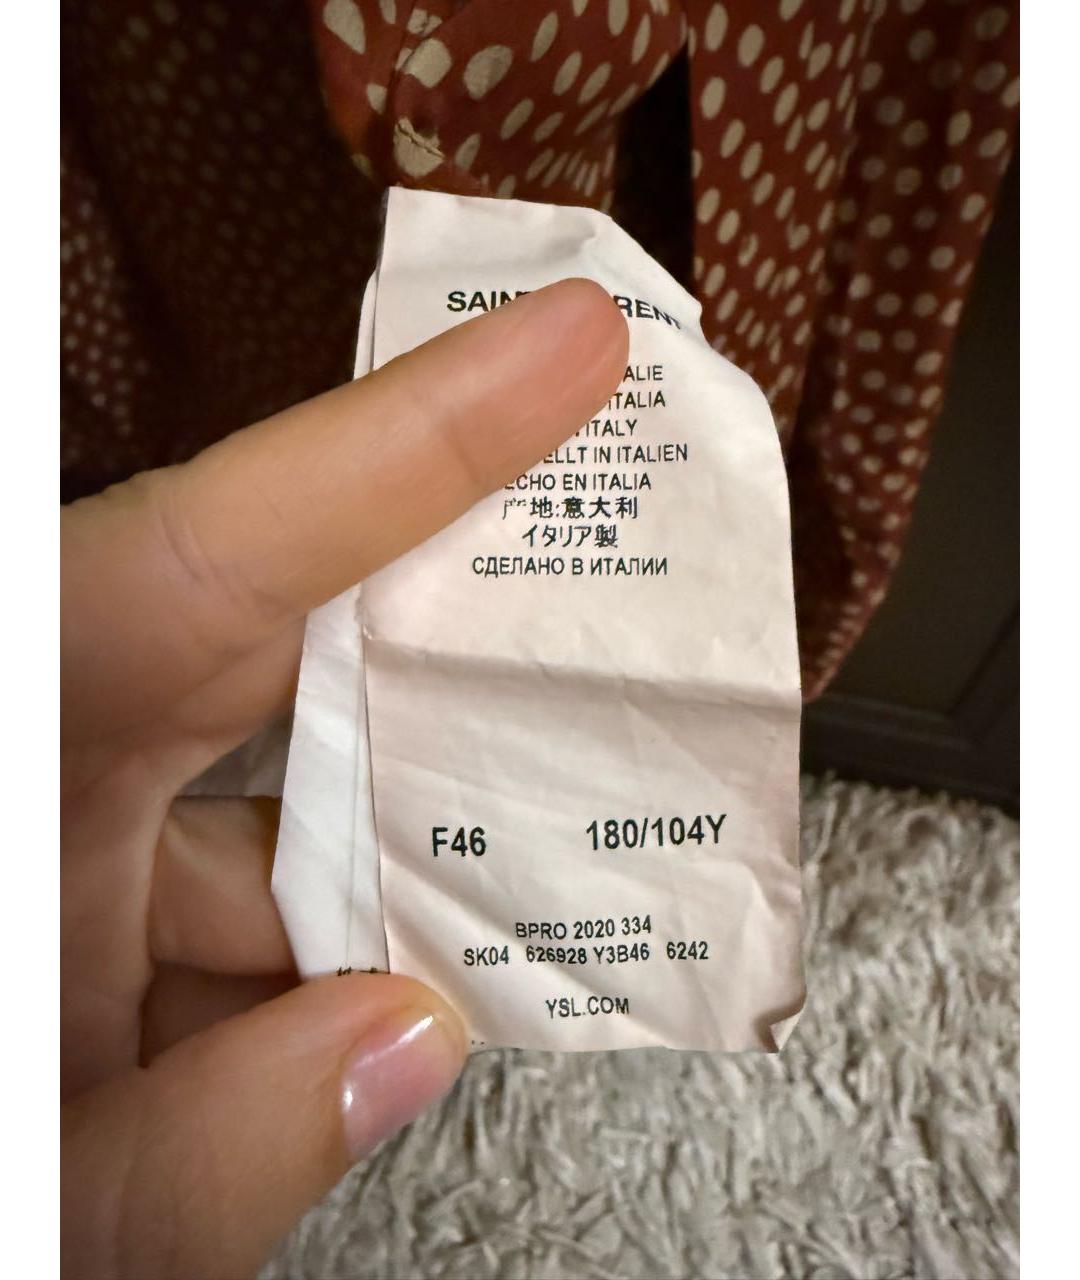 SAIN RENT
ALIE
ITALIA
ITALY
ELLT IN ITALIEN
ECHO EN ITALIA
产地:意大利
イタリア製
СДЕЛАНО В ИТАЛИИ
F46 180/104Y
BPRO 2020 334
SK04 626928 Y3B46 6242
YSL.COM